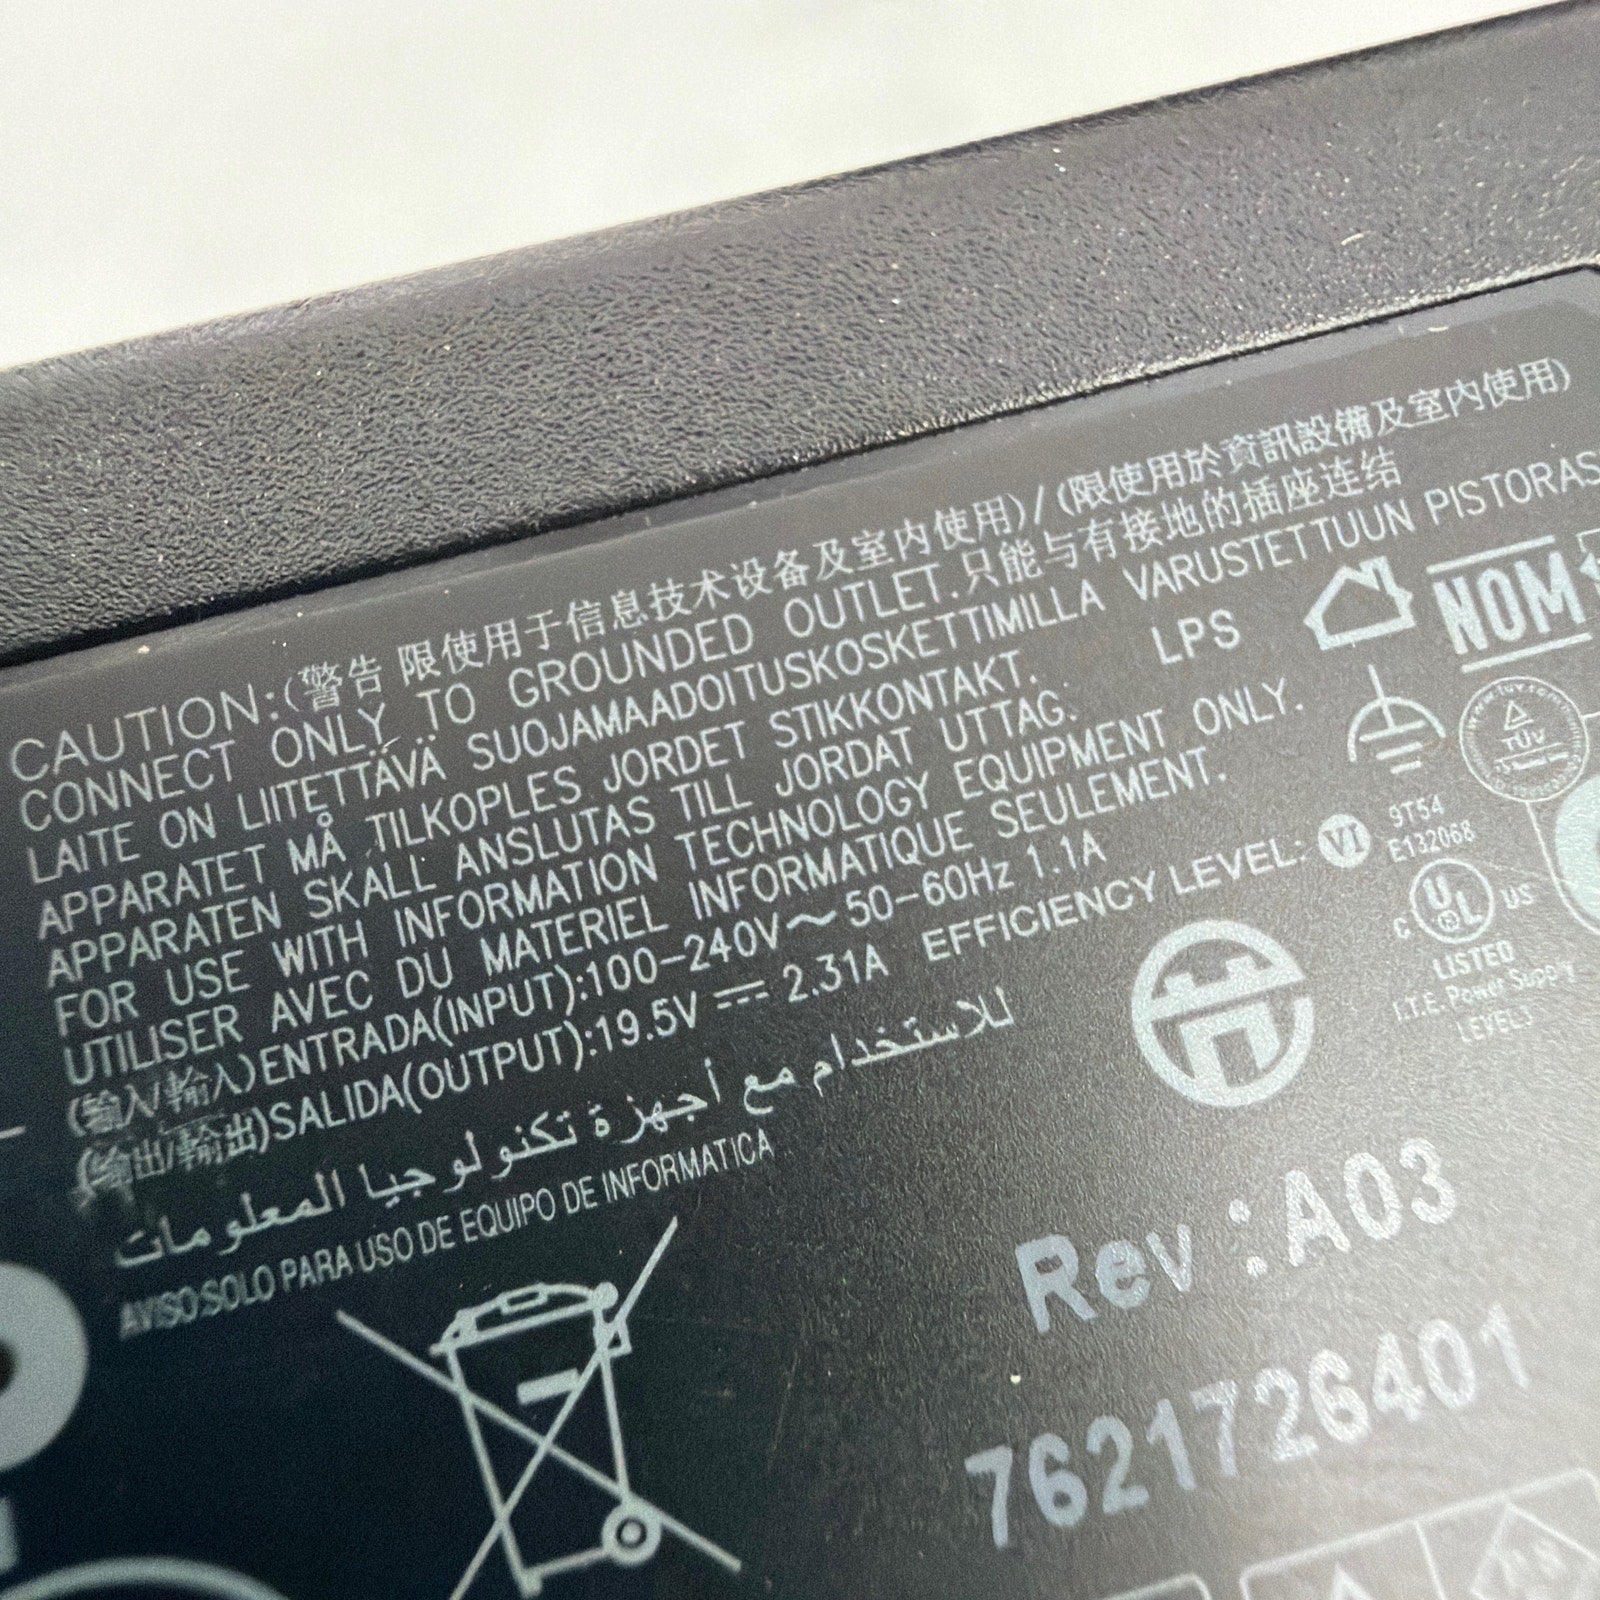 CAUTION:(警告 限使用于信息技术设备及室内使用)/(限使用於資訊設備及室內使用)
CONNECT ONLY TO GROUNDED OUTLET.只能与有接地的插座连结
LAITE ON LIITETTÄVÄ SUOJAMAADOITUSKOSKETTIMILLA VARUSTETTUUN PISTORAS
APPARATET MÅ TILKOPLES JORDET STIKKONTAKT.
APPARATEN SKALL ANSLUTAS TILL JORDAT UTTAG.
FOR USE WITH INFORMATION TECHNOLOGY EQUIPMENT ONLY.
UTILISER AVEC DU MATERIEL INFORMATIQUE SEULEMENT.
(输入/輸入)ENTRADA(INPUT):100-240V~50-60Hz 1.1A
(输出/輸出)SALIDA(OUTPUT):19.5V ⎓ 2.31A EFFICIENCY LEVEL: VI
للاستخدام مع أجهزة تكنولوجيا المعلومات
AVISO:SOLO PARA USO DE EQUIPO DE INFORMATICA
LPS
NOM
TÜV
9T54
E132068
C UL US
LISTED
I.T.E. Power Supply
LEVEL3
Rev :A03
7621726401